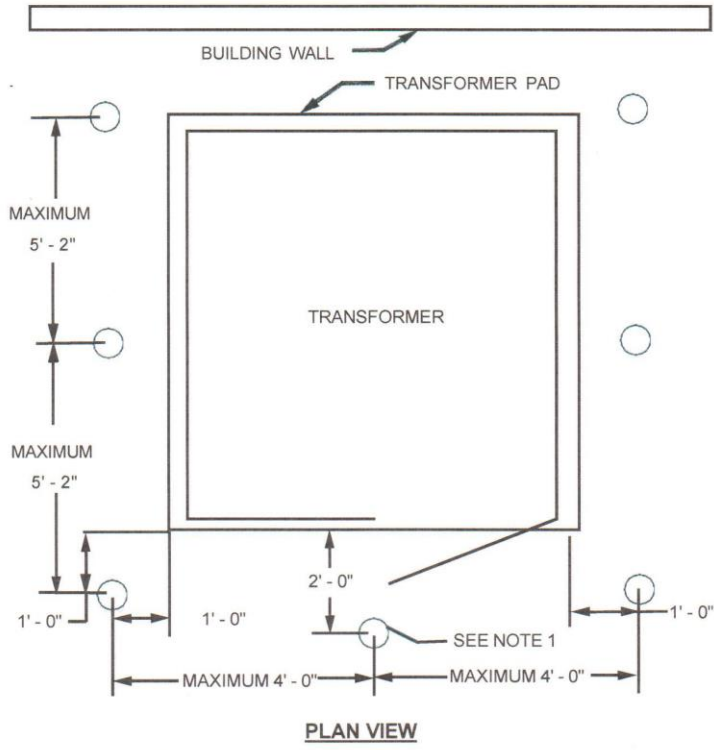 BUILDING WALL
TRANSFORMER PAD
MAXIMUM
5' - 2"
TRANSFORMER
MAXIMUM
5' - 2"
2' - 0"
1' - 0"
1' - 0"
1' - 0"
SEE NOTE 1
MAXIMUM 4' - 0"
MAXIMUM 4' - 0"
PLAN VIEW